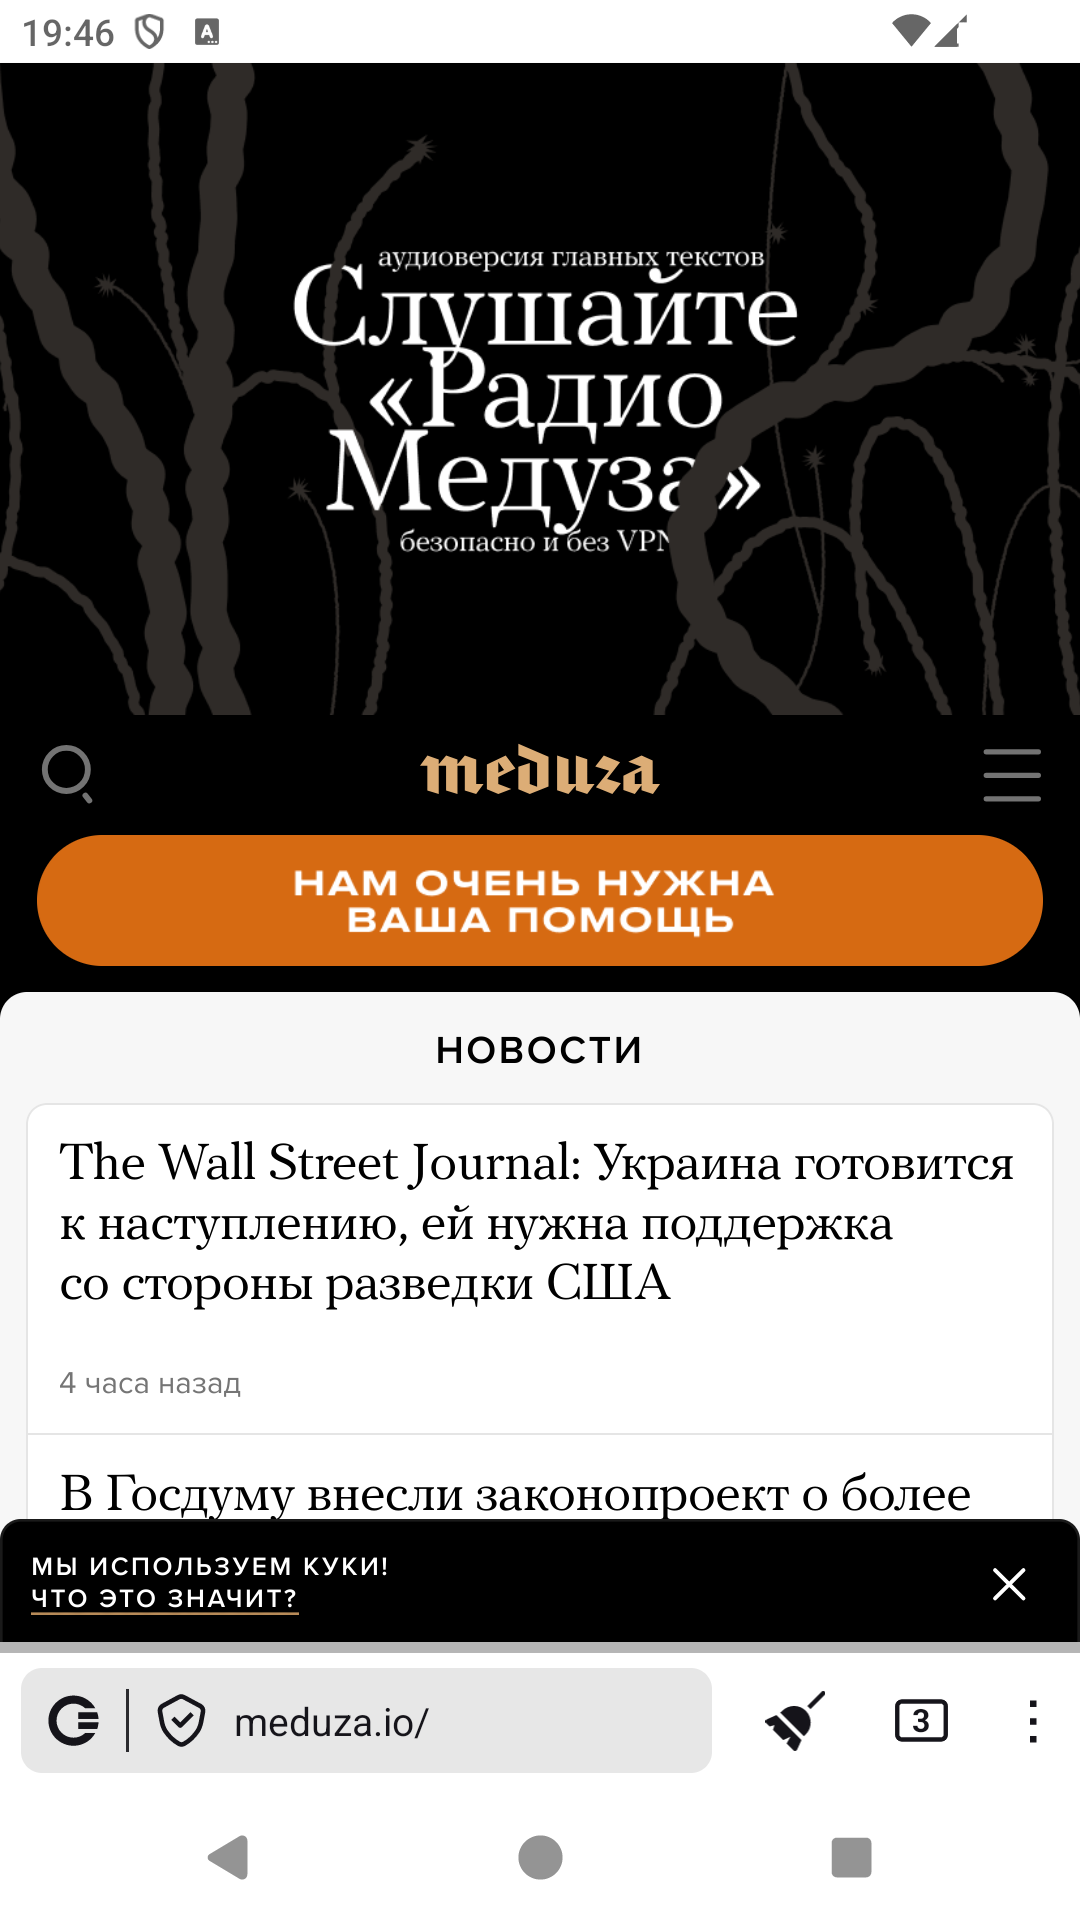 19:46
аудиоверсия главных текстов
Слушайте
«Радио
Медуза»
безопасно и без VPN
meduza
НАМ ОЧЕНЬ НУЖНА
ВАША ПОМОЩЬ
НОВОСТИ
The Wall Street Journal: Украина готовится
к наступлению, ей нужна поддержка
со стороны разведки США
4 часа назад
В Госдуму внесли законопроект о более
МЫ ИСПОЛЬЗУЕМ КУКИ!
ЧТО ЭТО ЗНАЧИТ?
meduza.io/
3